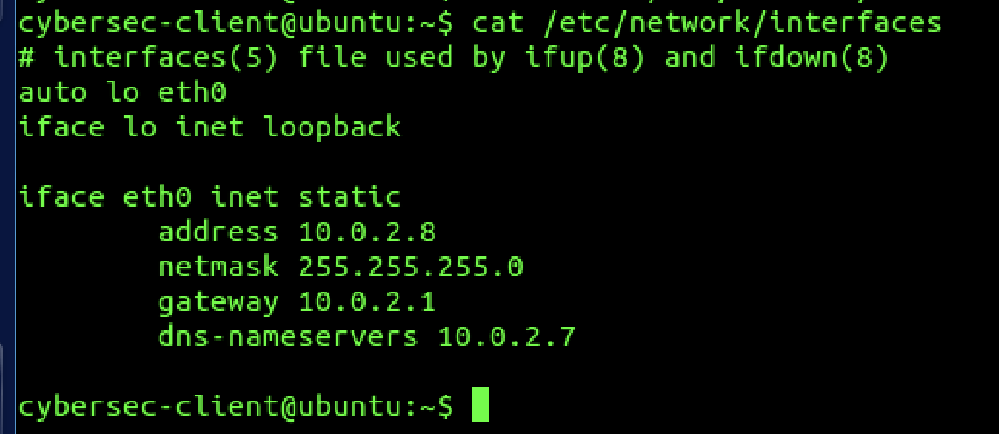 cybersec-client@ubuntu:~$ cat /etc/network/interfaces
# interfaces(5) file used by ifup(8) and ifdown(8)
auto lo eth0
iface lo inet loopback
iface eth0 inet static
address 10.0.2.8
netmask 255.255.255.0
gateway 10.0.2.1
dns-nameservers 10.0.2.7
cybersec-client@ubuntu:~$